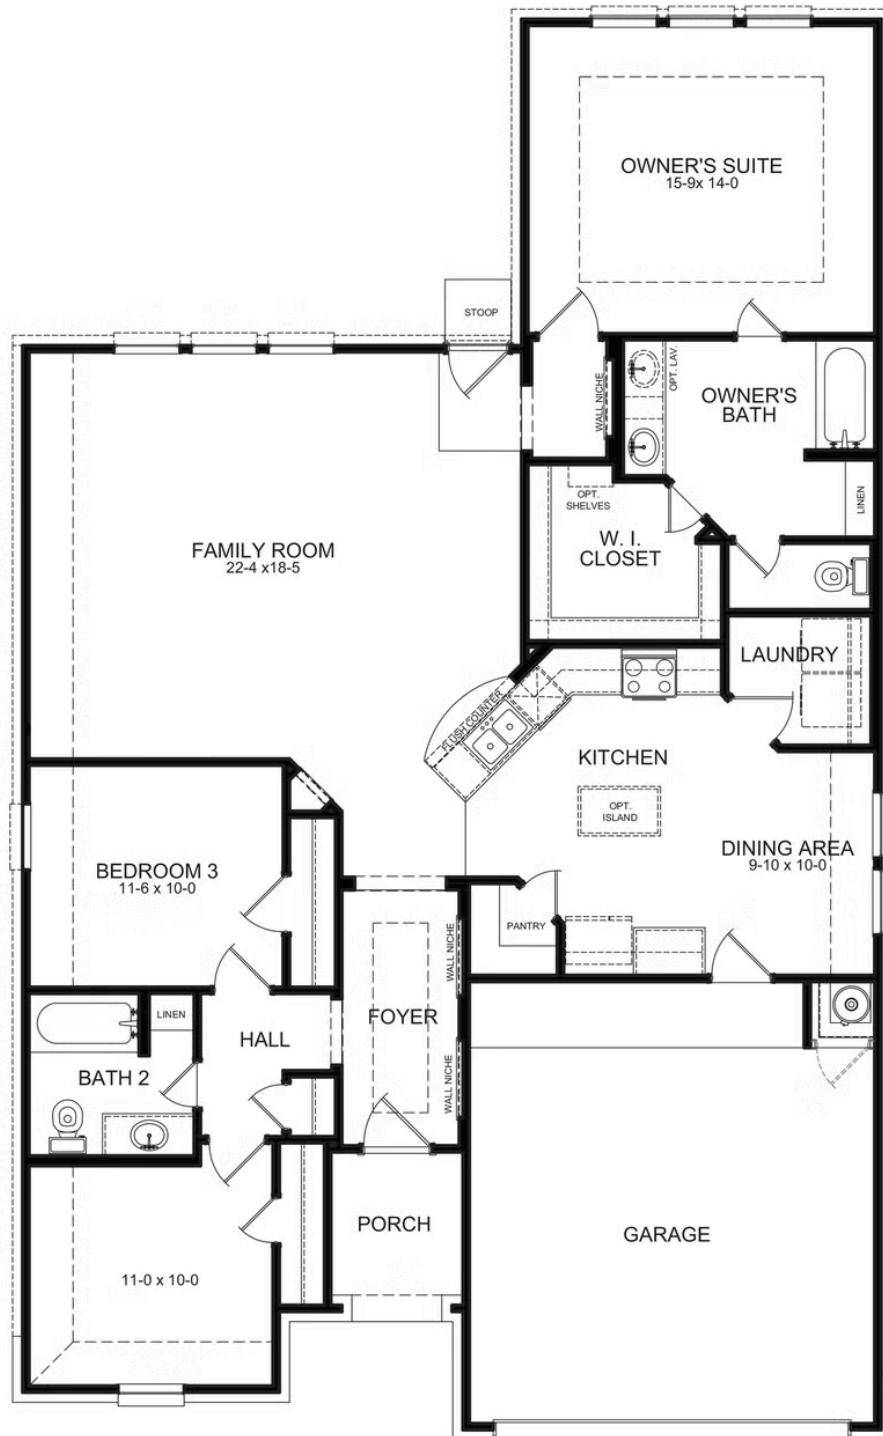 OWNER'S SUITE
15-9x 14-0
STOOP
WALL NICHE
OPT. LAV.
OWNER'S
BATH
LINEN
OPT.
SHELVES
W. I.
CLOSET
FAMILY ROOM
22-4 x18-5
LAUNDRY
FLUSH COUNTER
KITCHEN
OPT.
ISLAND
DINING AREA
9-10 x 10-0
BEDROOM 3
11-6 x 10-0
PANTRY
WALL NICHE
FOYER
LINEN
HALL
BATH 2
WALL NICHE
PORCH
GARAGE
11-0 x 10-0